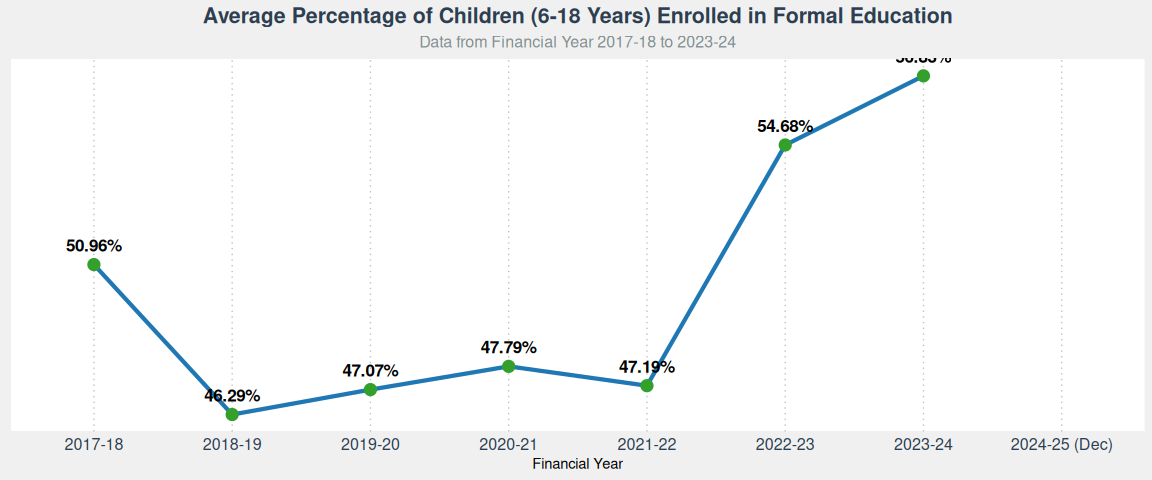 Average Percentage of Children (6-18 Years) Enrolled in Formal Education
Data from Financial Year 2017-18 to 2023-24
54.68%
50.96%
47.79%
47.07%
47.19%
46.29%
2017-18 2018-19 2019-20 2020-21 2021-22 2022-23 2023-24 2024-25 (Dec)
Financial Year